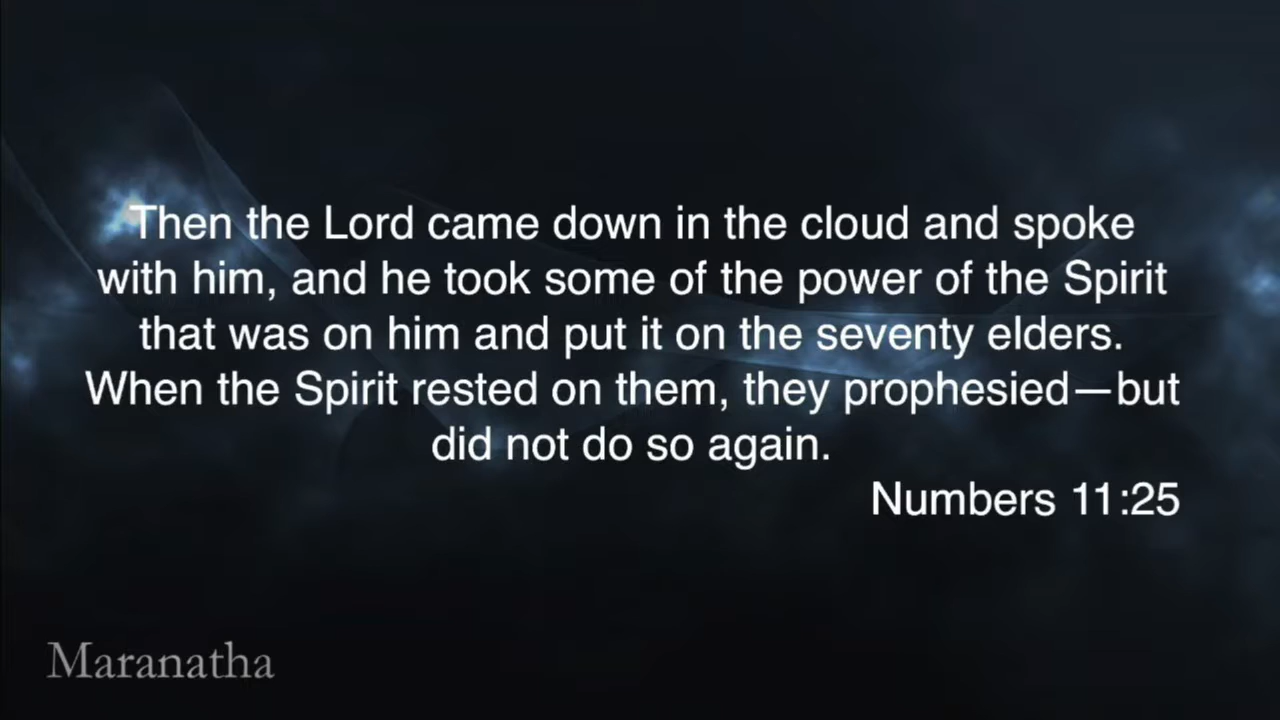 Then the Lord came down in the cloud and spoke
with him, and he took some of the power of the Spirit
that was on him and put it on the seventy elders.
When the Spirit rested on them, they prophesied—but
did not do so again.
Numbers 11:25
Maranatha